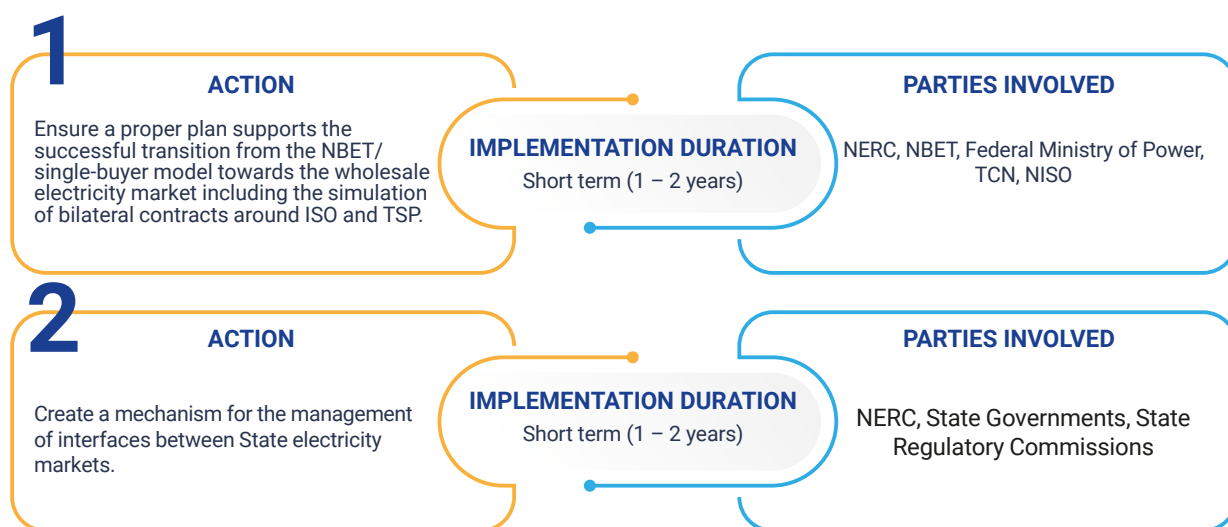 1
ACTION
Ensure a proper plan supports the
successful transition from the NBET/
single-buyer model towards the wholesale
electricity market including the simulation
of bilateral contracts around ISO and TSP.
IMPLEMENTATION DURATION
Short term (1 – 2 years)
PARTIES INVOLVED
NERC, NBET, Federal Ministry of Power,
TCN, NISO
2
ACTION
Create a mechanism for the management
of interfaces between State electricity
markets.
IMPLEMENTATION DURATION
Short term (1 – 2 years)
PARTIES INVOLVED
NERC, State Governments, State
Regulatory Commissions